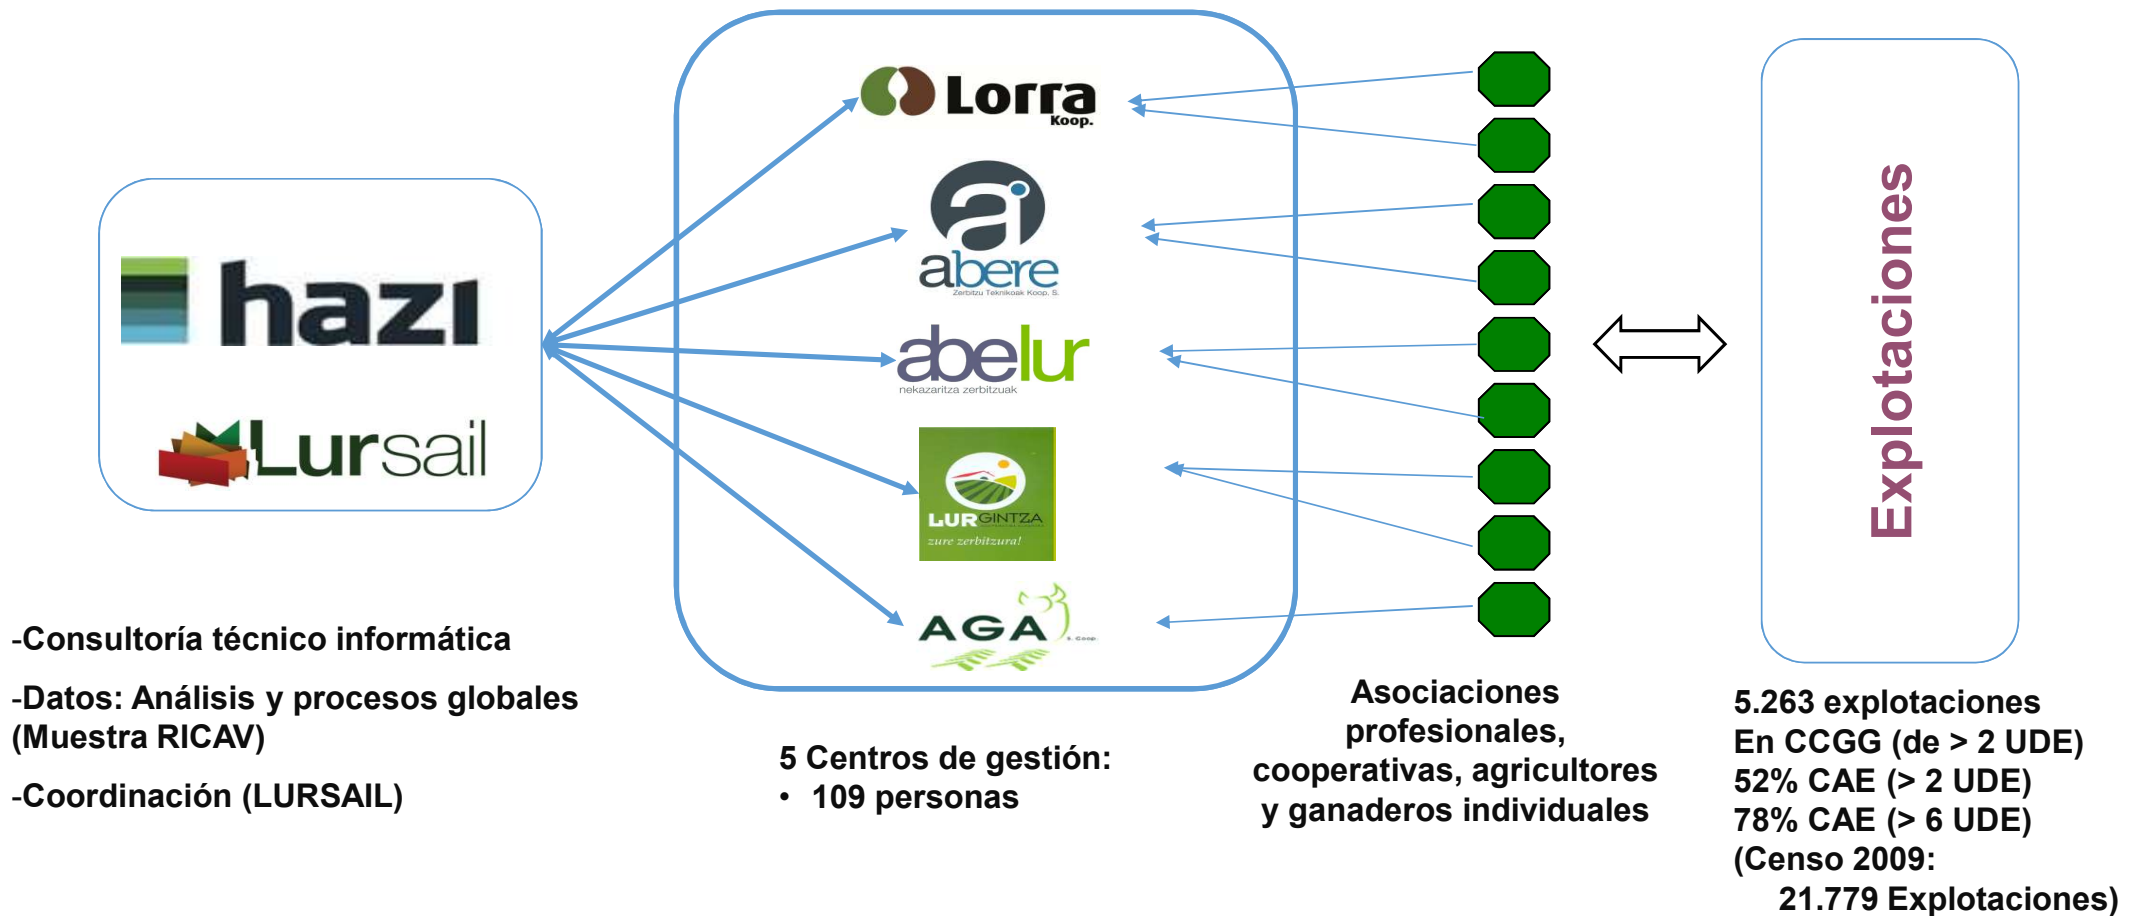 hazi
Lursail
-Consultoría técnico informática
-Datos: Análisis y procesos globales
(Muestra RICAV)
-Coordinación (LURSAIL)
Lorra
Koop.
abere
Zerbitzu Teknikoak Koop. S.
abelur
nekazaritza zerbitzuak
LURGINTZA
zure zerbitzura!
AGA
s. Coop.
5 Centros de gestión:
• 109 personas
Asociaciones
profesionales,
cooperativas, agricultores
y ganaderos individuales
Explotaciones
5.263 explotaciones
En CCGG (de > 2 UDE)
52% CAE (> 2 UDE)
78% CAE (> 6 UDE)
(Censo 2009:
21.779 Explotaciones)